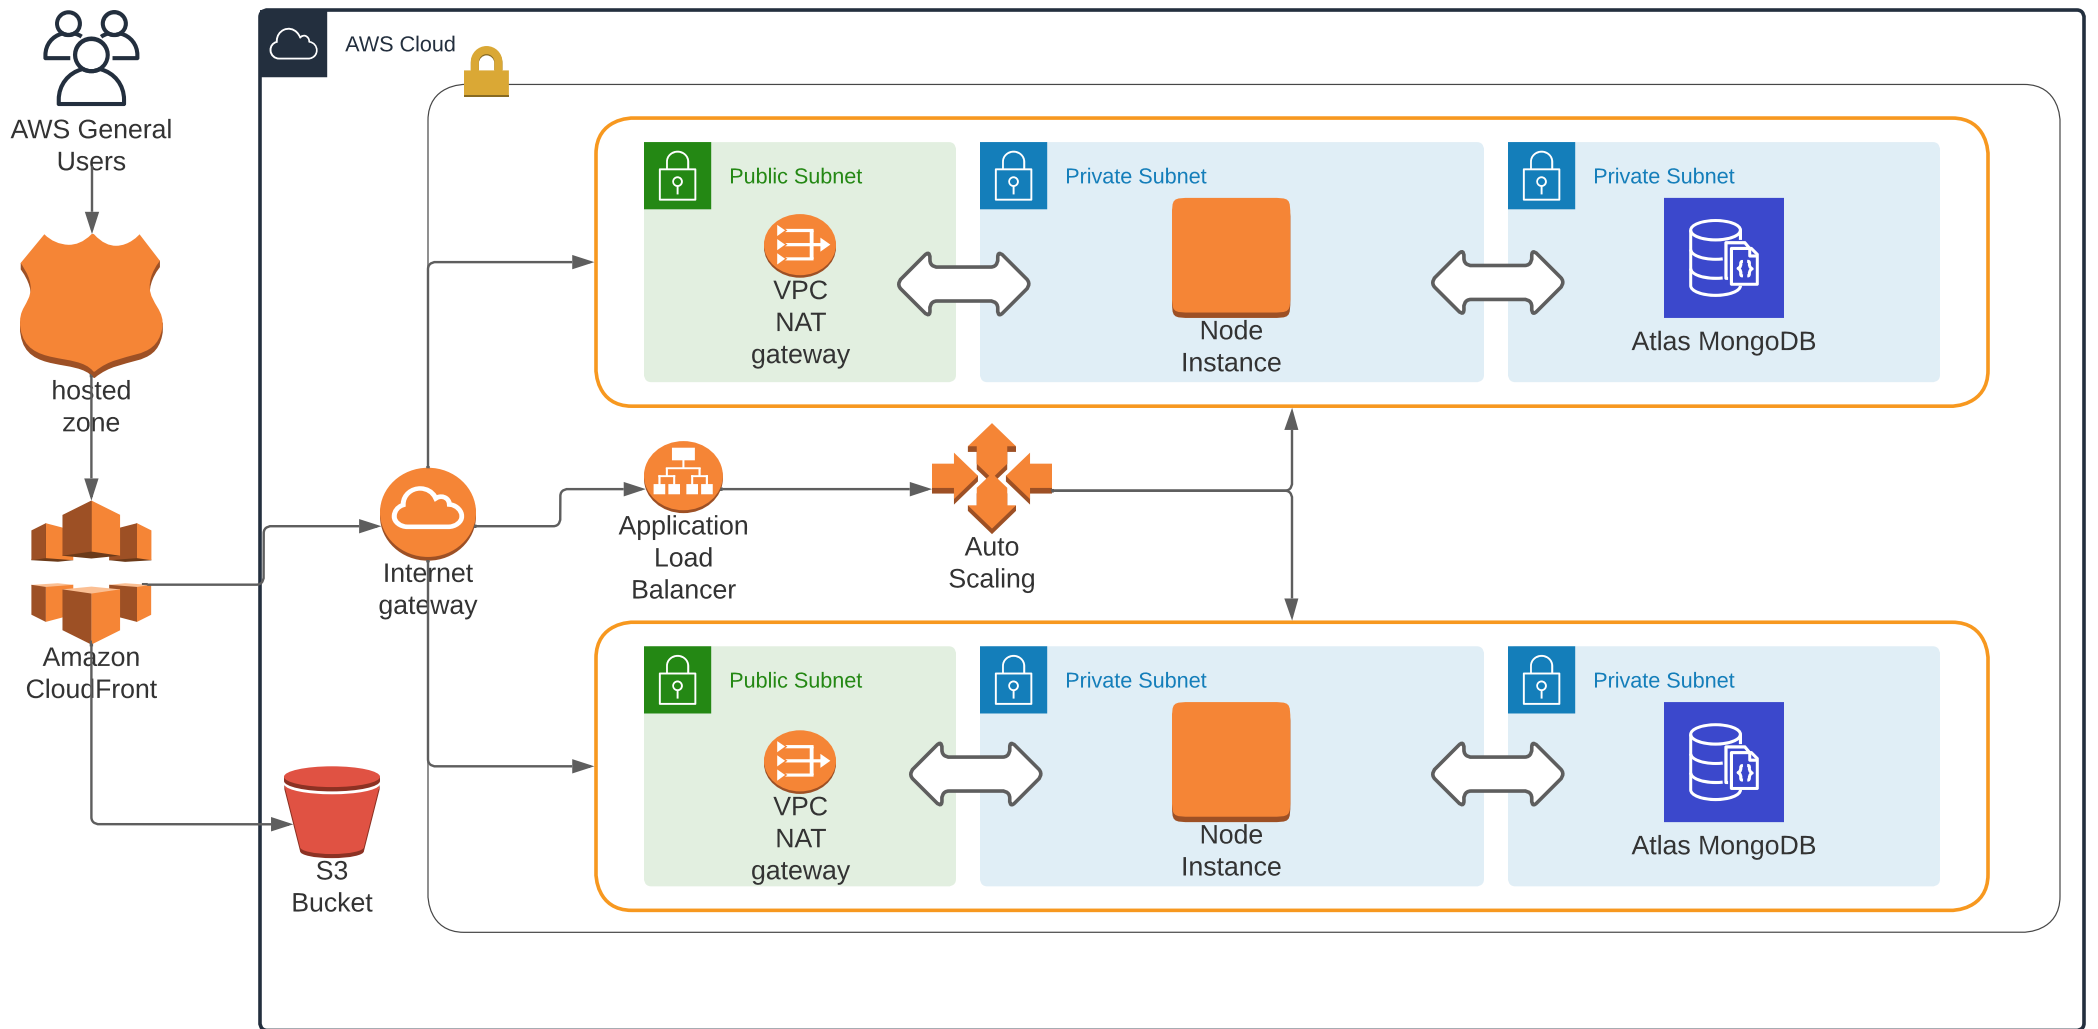 AWS Cloud
AWS General
Users
Public Subnet
Private Subnet
Private Subnet
VPC
NAT
gateway
Node
Instance
Atlas MongoDB
hosted
zone
Application
Load
Balancer
Auto
Scaling
Internet
gateway
Amazon
CloudFront
Public Subnet
Private Subnet
Private Subnet
VPC
NAT
gateway
Node
Instance
Atlas MongoDB
S3
Bucket